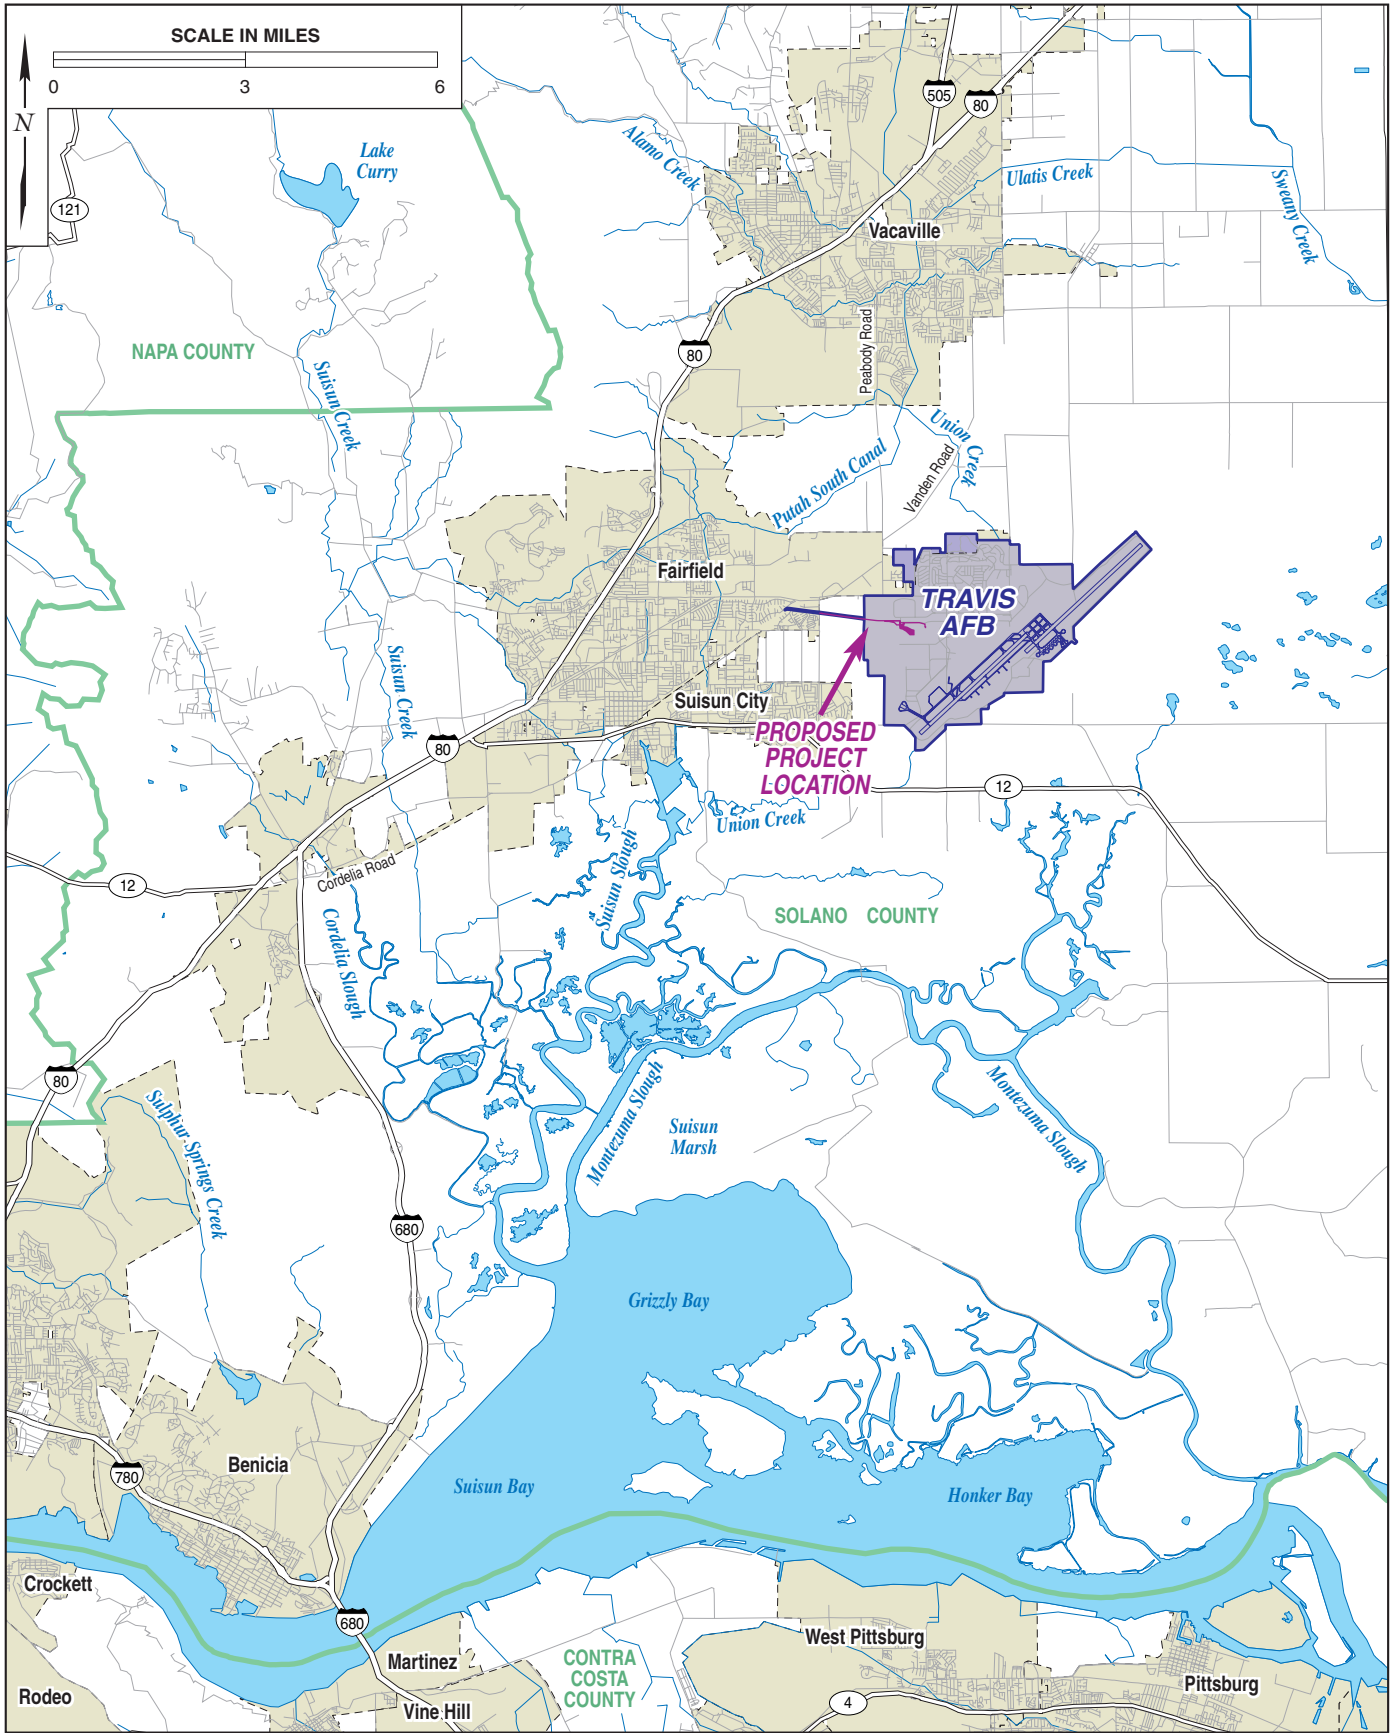 SCALE IN MILES
0 3 6
N
505
80
Lake
Curry
Alamo Creek
Ulatis Creek
Sweany Creek
121
Vacaville
NAPA COUNTY
80
Peabody Road
Suisun Creek
Union Creek
Putah South Canal
Vanden Road
Fairfield
TRAVIS
AFB
Suisun Creek
Suisun City
80
PROPOSED
PROJECT
LOCATION
12
Union Creek
Suisun Slough
12
Cordelia Road
Cordelia Slough
SOLANO COUNTY
80
Sulphur Springs Creek
Montezuma Slough
Suisun
Marsh
Montezuma Slough
680
Grizzly Bay
Benicia
780
Suisun Bay
Honker Bay
Crockett
680
West Pittsburg
Martinez
CONTRA
COSTA
COUNTY
Pittsburg
Rodeo
Vine Hill
4